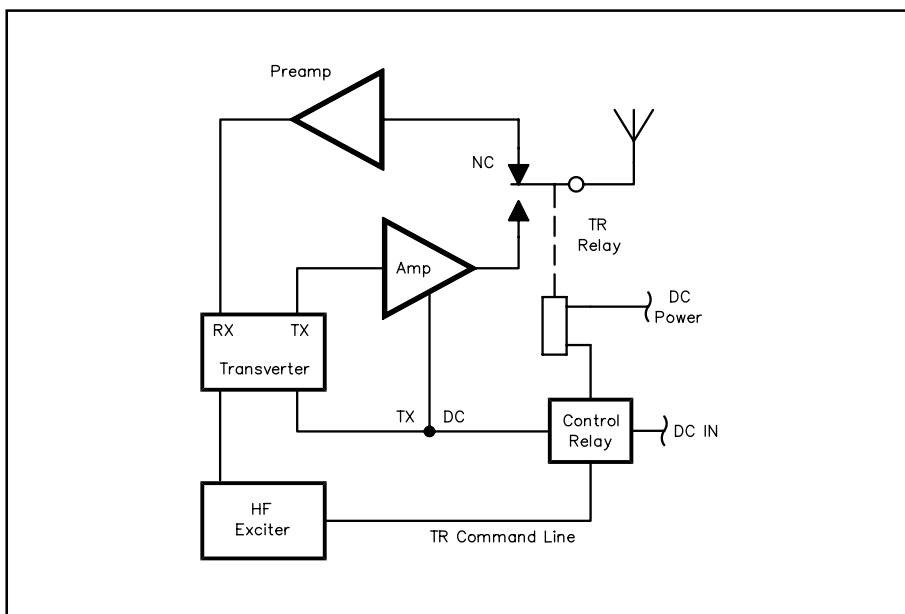 Preamp
NC
TR
Relay
Amp
DC
Power
RX TX
Transverter
TX DC
Control
Relay
DC IN
HF
Exciter
TR Command Line